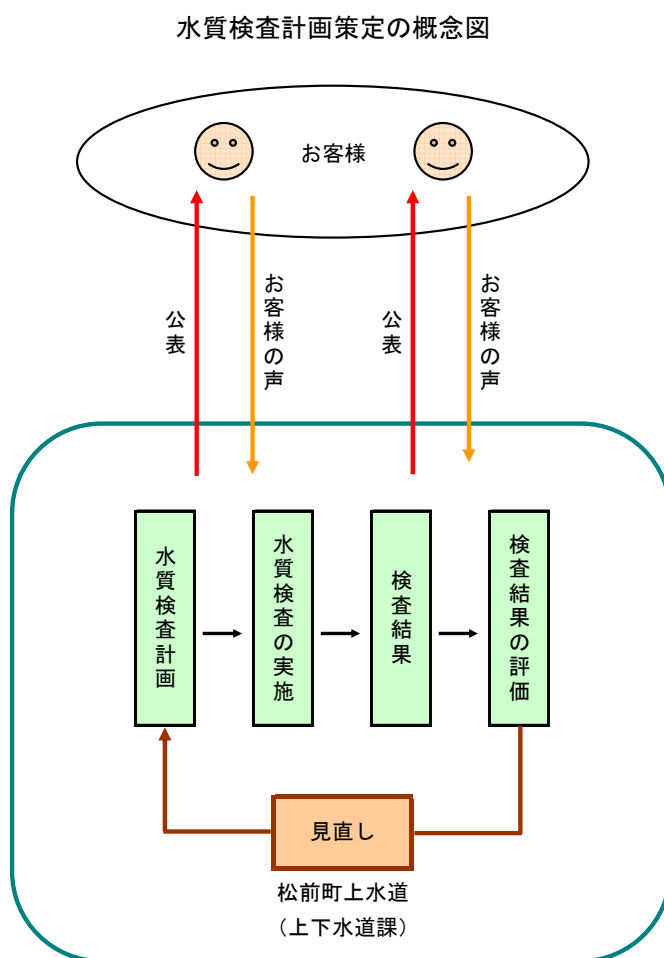 水質検査計画策定の概念図
お客様
公表
お客様の声
公表
お客様の声
水質検査計画
水質検査の実施
検査結果
検査結果の評価
見直し
松前町上水道
（上下水道課）